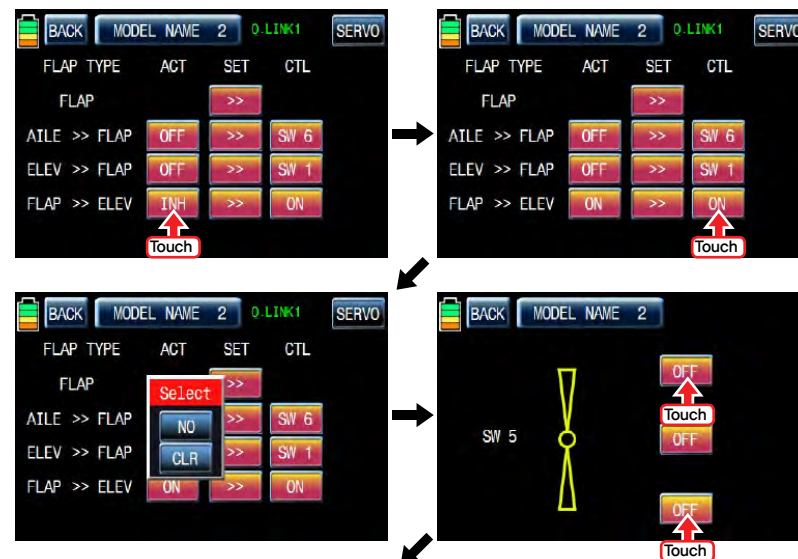 BACK MODEL NAME 2 Q.LINK1 SERVO
FLAP TYPE ACT SET CTL
FLAP >>
AILE >> FLAP OFF >> SW 6
ELEV >> FLAP OFF >> SW 1
FLAP >> ELEV INH >> ON
Touch
BACK MODEL NAME 2 Q.LINK1 SERVO
FLAP TYPE ACT SET CTL
FLAP >>
AILE >> FLAP OFF >> SW 6
ELEV >> FLAP OFF >> SW 1
FLAP >> ELEV ON >> ON
Touch
BACK MODEL NAME 2 Q.LINK1 SERVO
FLAP TYPE ACT SET CTL
FLAP >>
Select
AILE >> FLAP NO >> SW 6
ELEV >> FLAP CLR >> SW 1
FLAP >> ELEV ON >> ON
BACK MODEL NAME 2
OFF
Touch
SW 5 OFF
OFF
Touch